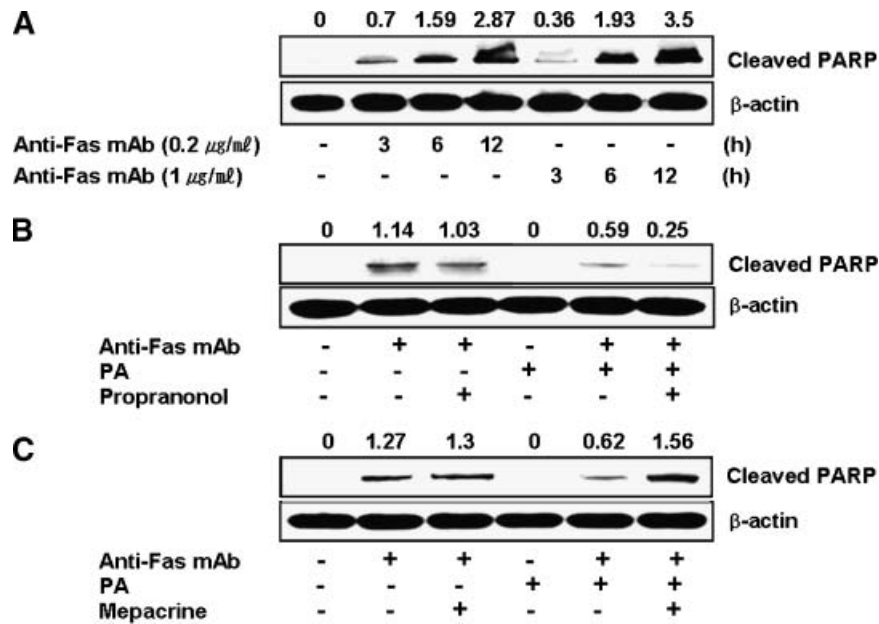 A
0 0.7 1.59 2.87 0.36 1.93 3.5
Cleaved PARP
β-actin
Anti-Fas mAb (0.2 ㎍/㎖) - 3 6 12 - - - (h)
Anti-Fas mAb (1 ㎍/㎖) - - - - 3 6 12 (h)
B
0 1.14 1.03 0 0.59 0.25
Cleaved PARP
β-actin
Anti-Fas mAb - + + - + +
PA - - - + + +
Propranonol - - + - - +
C
0 1.27 1.3 0 0.62 1.56
Cleaved PARP
β-actin
Anti-Fas mAb - + + - + +
PA - - - + + +
Mepacrine - - + - - +